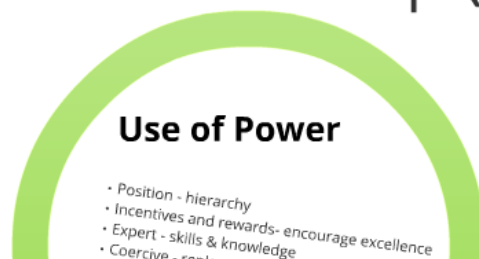 Use of Power
• Position - hierarchy
• Incentives and rewards- encourage excellence
• Expert - skills & knowledge
• Coercive -